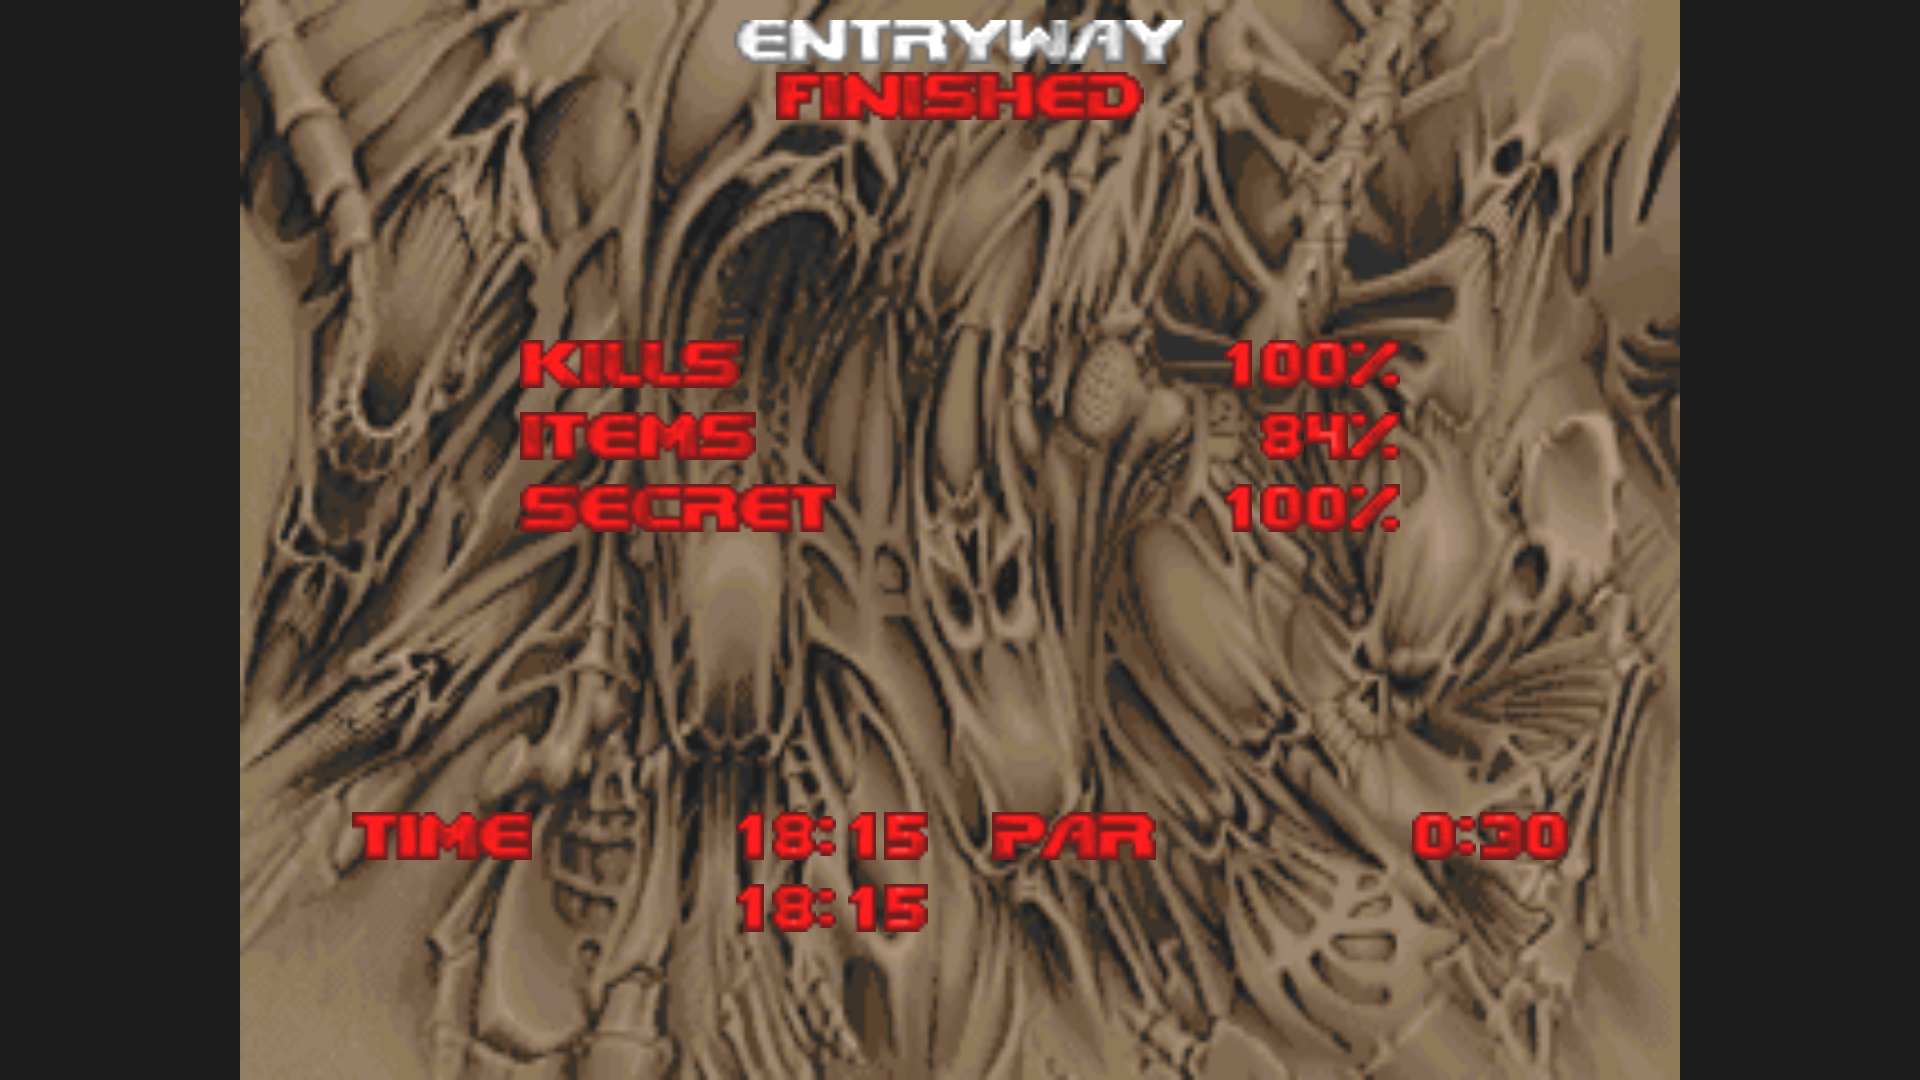 ENTRYWAY
FINISHED
KILLS 100%
ITEMS 84%
SECRET 100%
TIME 18:15 PAR 0:30
18:15